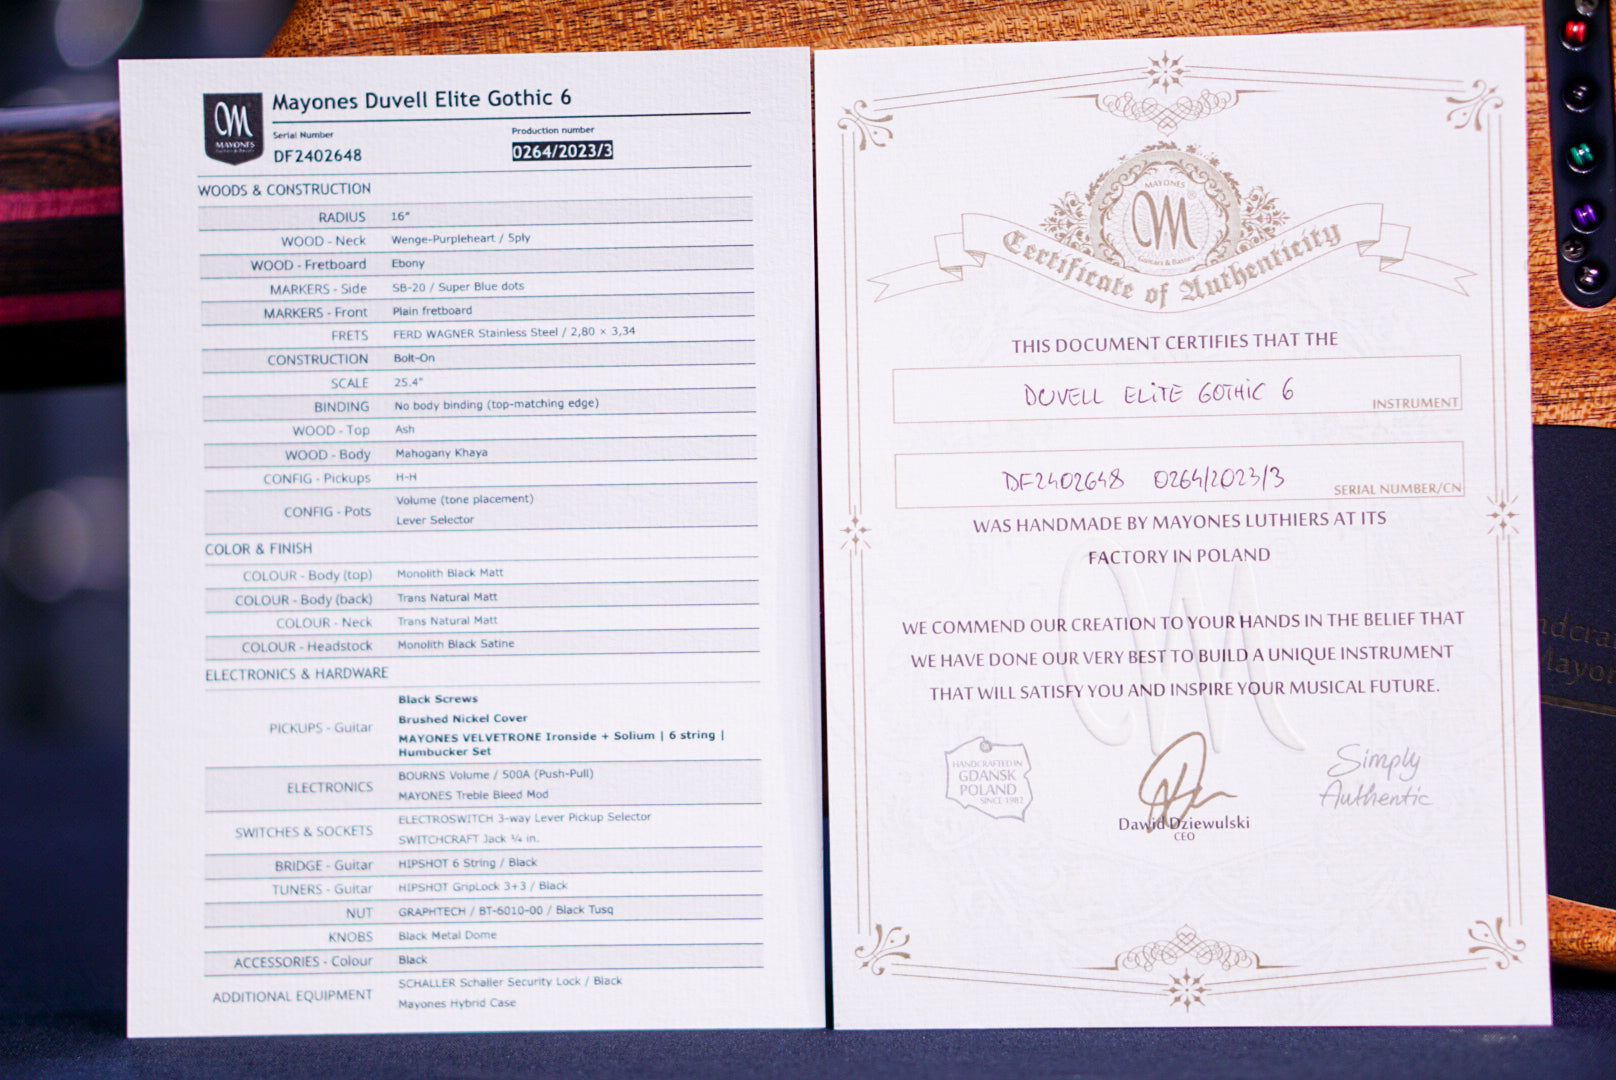 M
MAYONES
Mayones Duvell Elite Gothic 6
Serial Number
Production number
DF2402648
0264/2023/3
WOODS & CONSTRUCTION
RADIUS 16"
WOOD - Neck Wenge-Purpleheart / 5ply
WOOD - Fretboard Ebony
MARKERS - Side SB-20 / Super Blue dots
MARKERS - Front Plain fretboard
FRETS FERD WAGNER Stainless Steel / 2,80 × 3,34
CONSTRUCTION Bolt-On
SCALE 25.4"
BINDING No body binding (top-matching edge)
WOOD - Top Ash
WOOD - Body Mahogany Khaya
CONFIG - Pickups H-H
CONFIG - Pots Volume (tone placement)
Lever Selector
COLOR & FINISH
COLOUR - Body (top) Monolith Black Matt
COLOUR - Body (back) Trans Natural Matt
COLOUR - Neck Trans Natural Matt
COLOUR - Headstock Monolith Black Satine
ELECTRONICS & HARDWARE
PICKUPS - Guitar Black Screws
Brushed Nickel Cover
MAYONES VELVETRONE Ironside + Solium | 6 string |
Humbucker Set
ELECTRONICS BOURNS Volume / 500A (Push-Pull)
MAYONES Treble Bleed Mod
SWITCHES & SOCKETS ELECTROSWITCH 3-way Lever Pickup Selector
SWITCHCRAFT Jack ¼ in.
BRIDGE - Guitar HIPSHOT 6 String / Black
TUNERS - Guitar HIPSHOT GripLock 3+3 / Black
NUT GRAPHTECH / BT-6010-00 / Black Tusq
KNOBS Black Metal Dome
ACCESSORIES - Colour Black
ADDITIONAL EQUIPMENT SCHALLER Schaller Security Lock / Black
Mayones Hybrid Case
MAYONES
M ®
Guitars & Basses
Certificate of Authenticity
THIS DOCUMENT CERTIFIES THAT THE
DUVELL ELITE GOTHIC 6
INSTRUMENT
DF2402648 0264/2023/3
SERIAL NUMBER/CN
WAS HANDMADE BY MAYONES LUTHIERS AT ITS
FACTORY IN POLAND
WE COMMEND OUR CREATION TO YOUR HANDS IN THE BELIEF THAT
WE HAVE DONE OUR VERY BEST TO BUILD A UNIQUE INSTRUMENT
THAT WILL SATISFY YOU AND INSPIRE YOUR MUSICAL FUTURE.
HANDCRAFTED IN
GDANSK
POLAND
SINCE 1982
Dawid Dziewulski
CEO
Simply
Authentic